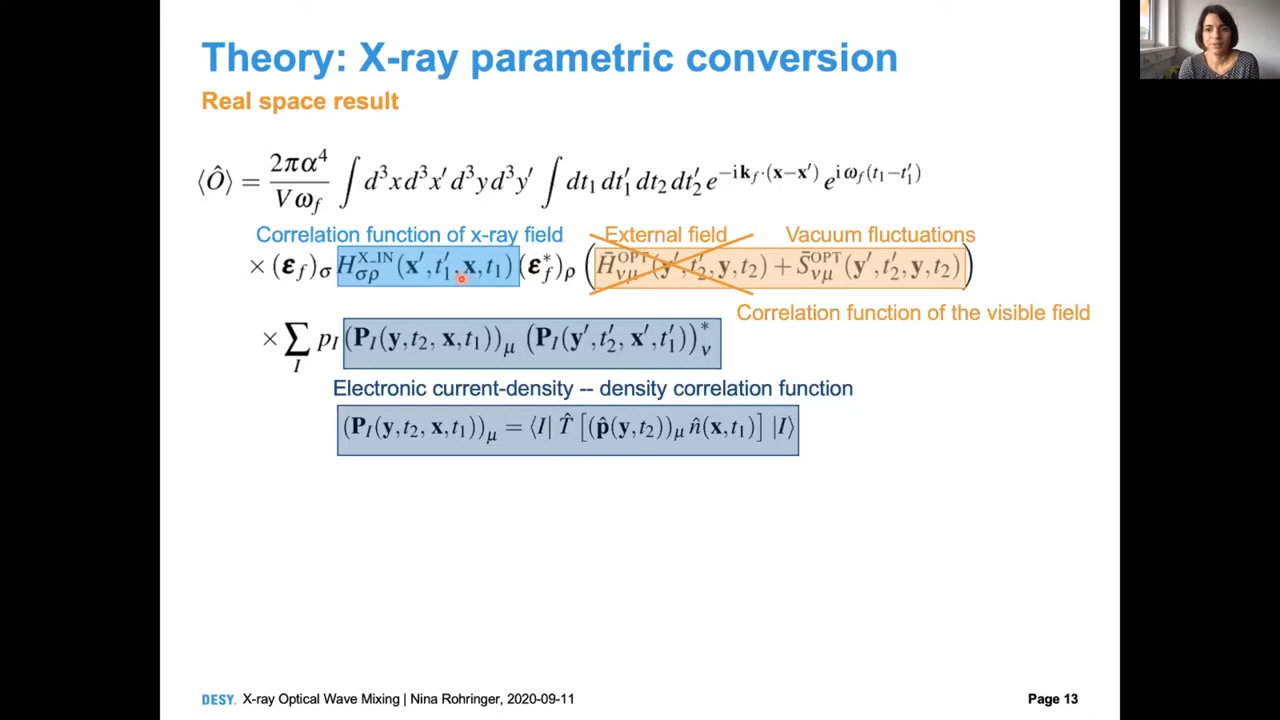 Theory: X-ray parametric conversion
Real space result
⟨Ô⟩ = 2πα⁴ / Vω_f ∫ d³x d³x′ d³y d³y′ ∫ dt₁ dt₁′ dt₂ dt₂′ e^{−i𝐤_f·(𝐱−𝐱′)} e^{iω_f(t₁−t₁′)}
Correlation function of x-ray field External field Vacuum fluctuations
× (𝛆_f)_σ H_{σρ}^{X_IN}(𝐱′,t₁′,𝐱,t₁) (𝛆_f^*)_ρ ( H̄_{νμ}^{OPT}(𝐲′,t₂′,𝐲,t₂) + S̄_{νμ}^{OPT}(𝐲′,t₂′,𝐲,t₂) )
Correlation function of the visible field
× ∑_I p_I (𝐏_I(𝐲,t₂,𝐱,t₁))_μ (𝐏_I(𝐲′,t₂′,𝐱′,t₁′))_ν^*
Electronic current-density -- density correlation function
(𝐏_I(𝐲,t₂,𝐱,t₁))_μ = ⟨I| T̂ [(𝐩̂(𝐲,t₂))_μ n̂(𝐱,t₁)] |I⟩
DESY. X-ray Optical Wave Mixing | Nina Rohringer, 2020-09-11 Page 13